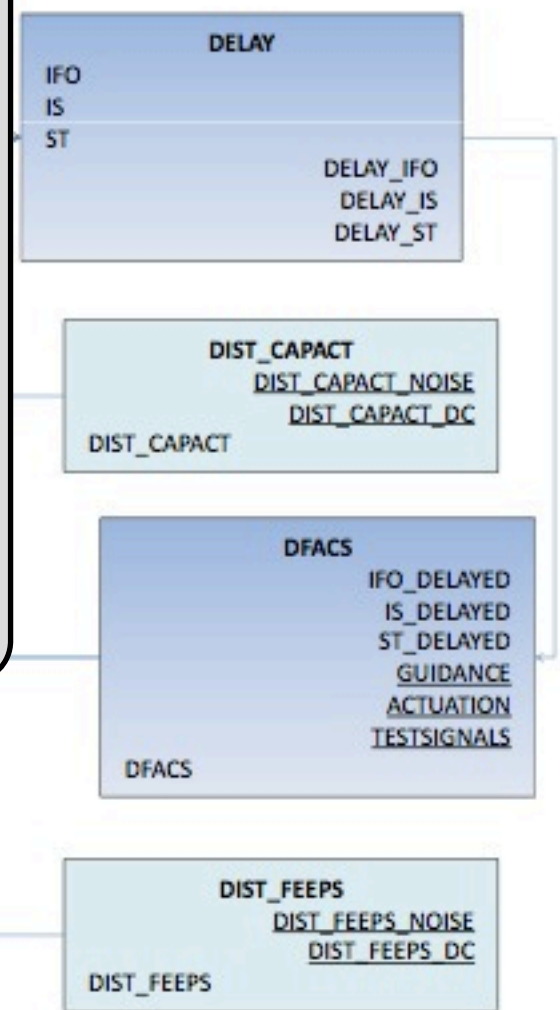 DELAY
IFO
IS
ST
DELAY_IFO
DELAY_IS
DELAY_ST
DIST_CAPACT
DIST_CAPACT_NOISE
DIST_CAPACT_DC
DIST_CAPACT
DFACS
IFO_DELAYED
IS_DELAYED
ST_DELAYED
GUIDANCE
ACTUATION
TESTSIGNALS
DFACS
DIST_FEEPS
DIST_FEEPS_NOISE
DIST_FEEPS_DC
DIST_FEEPS